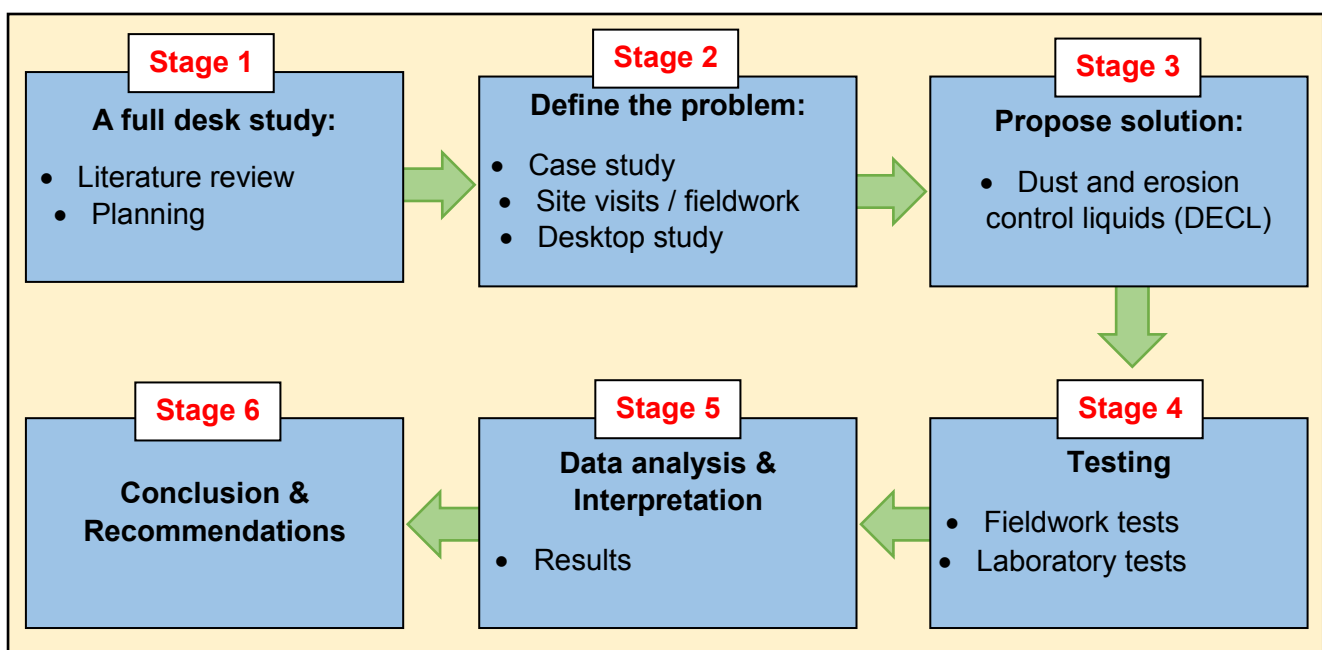 Stage 1
A full desk study:
• Literature review
• Planning
Stage 2
Define the problem:
• Case study
• Site visits / fieldwork
• Desktop study
Stage 3
Propose solution:
• Dust and erosion
control liquids (DECL)
Stage 4
Testing
• Fieldwork tests
• Laboratory tests
Stage 5
Data analysis &
Interpretation
• Results
Stage 6
Conclusion &
Recommendations